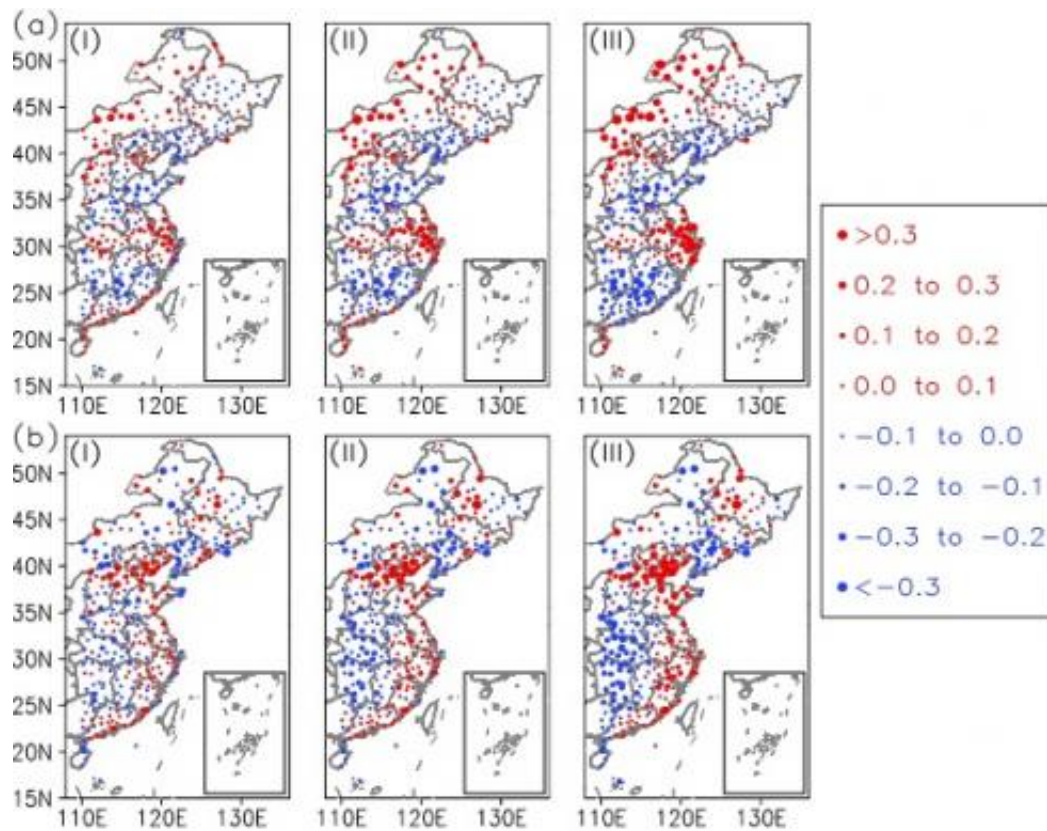 (a)
(I) (II) (III)
50N
45N
40N
35N
30N
25N
20N
15N
110E 120E 130E 110E 120E 130E 110E 120E 130E
>0.3
0.2 to 0.3
0.1 to 0.2
0.0 to 0.1
-0.1 to 0.0
-0.2 to -0.1
-0.3 to -0.2
<-0.3
(b)
(I) (II) (III)
50N
45N
40N
35N
30N
25N
20N
15N
110E 120E 130E 110E 120E 130E 110E 120E 130E